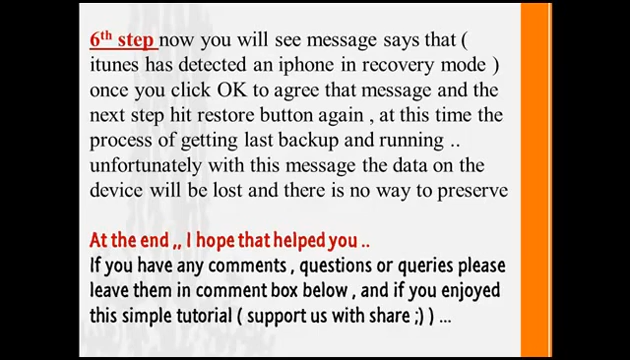 6th step now you will see message says that (
itunes has detected an iphone in recovery mode )
once you click OK to agree that message and the
next step hit restore button again , at this time the
process of getting last backup and running ..
unfortunately with this message the data on the
device will be lost and there is no way to preserve
At the end ,, I hope that helped you ..
If you have any comments , questions or queries please
leave them in comment box below , and if you enjoyed
this simple tutorial ( support us with share ;) ) ...